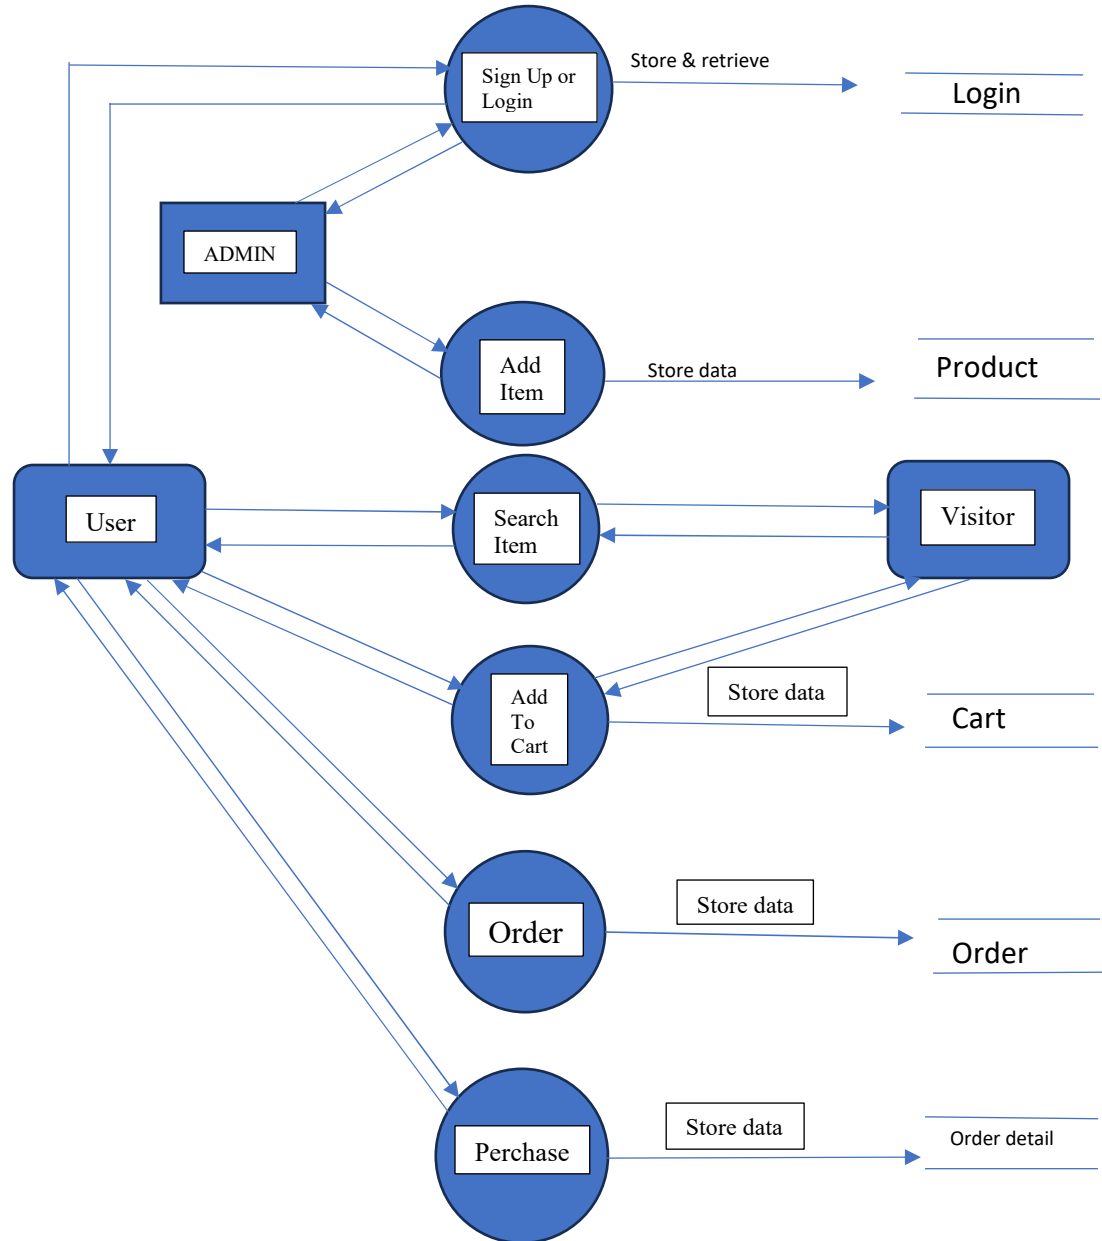 Sign Up or
Login
Store & retrieve
Login
ADMIN
Add
Item
Store data
Product
User
Search
Item
Visitor
Add
To
Cart
Store data
Cart
Order
Store data
Order
Perchase
Store data
Order detail